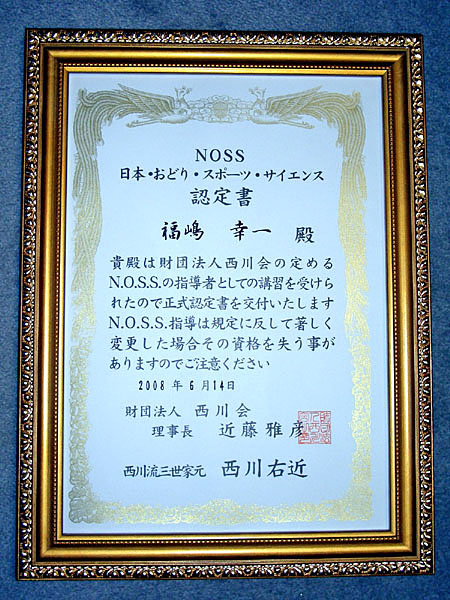 NOSS
日本・おどり・スポーツ・サイエンス
認定書
福嶋 幸一 殿
貴殿は財団法人西川会の定める
N.O.S.S.の指導者としての講習を受けら
れたので正式認定書を交付いたします
N.O.S.S.指導は規定に反して著しく
変更した場合その資格を失う事が
ありますのでご注意ください
2008 年 6 月 14 日
財団法人 西川会
理事長 近藤雅彦
西川流三世家元 西川右近